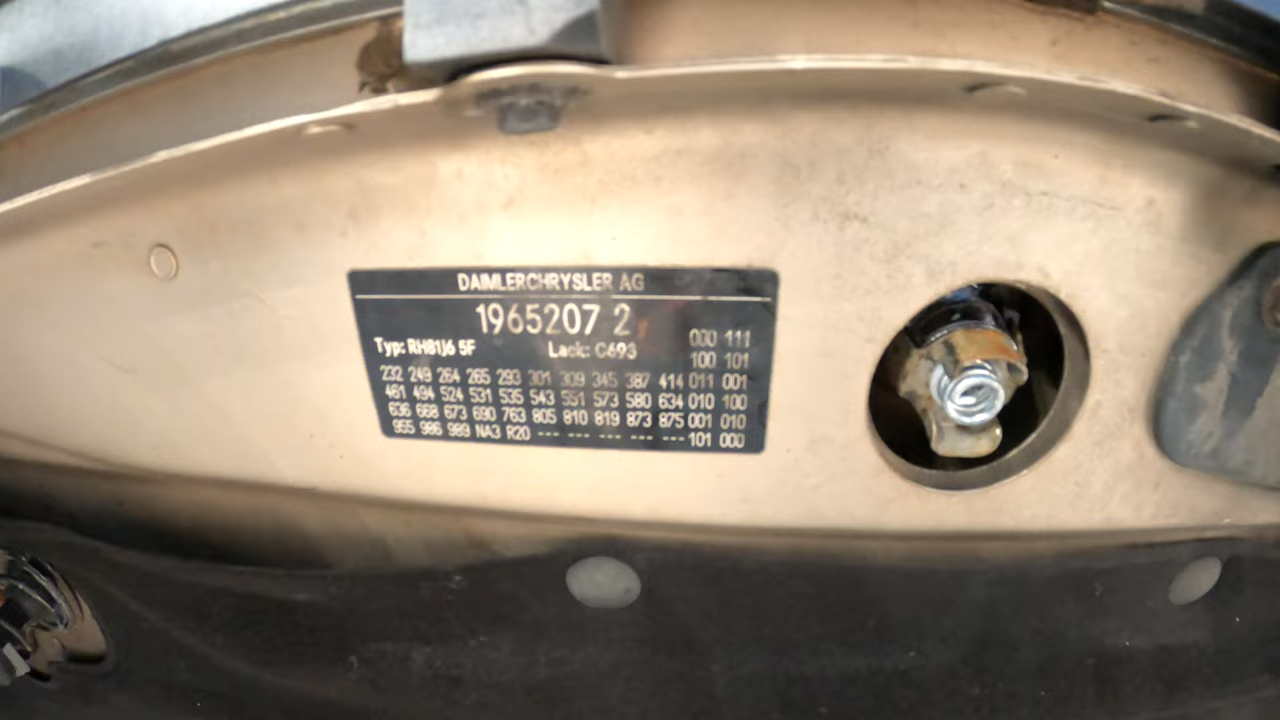 DAIMLERCHRYSLER AG
1965207 2
000 111
Typ: RH81J6 5F Lack: C693
100 101
232 249 264 265 293 301 309 345 387 414 011 001
461 494 524 531 535 543 551 573 580 634 010 100
636 668 673 690 763 805 810 819 873 875 001 010
955 986 989 NA3 R20 --- --- --- --- --- 101 000